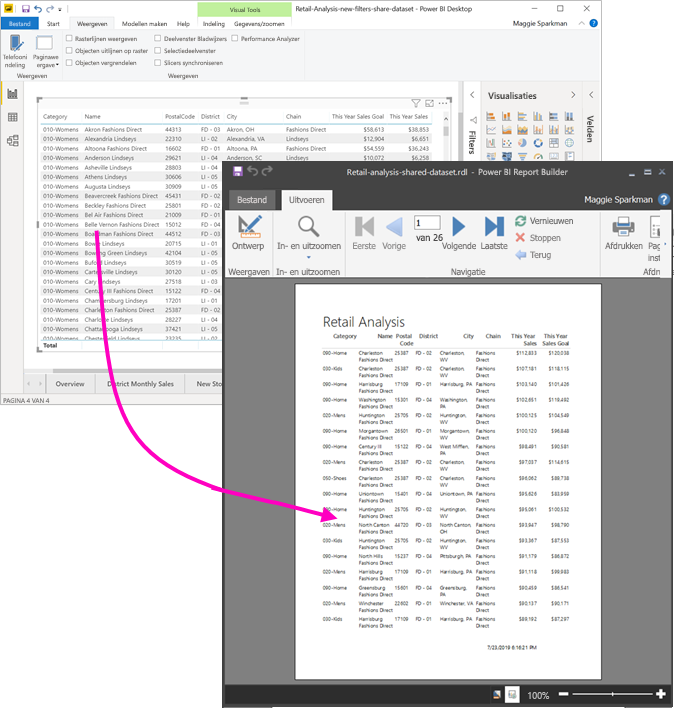 Visual Tools
Retail-Analysis-new-filters-share-dataset - Power BI Desktop
Maggie Sparkman
Bestand Start Weergeven Modelleren maken Help Indeling Gegevens/zoomen
Telefooni ndeling
Paginawe ergave
Rasterlijnen weergeven
Objecten uitlijnen op raster
Objecten vergrendelen
Deelvenster Bladwijzers
Selectiedeelvenster
Slicers synchroniseren
Performance Analyzer
Weergeven Weergeven
Category Name PostalCode District City Chain This Year Sales Goal This Year Sales
010-Womens Akron Fashions Direct 44313 FD - 03 Akron, OH Fashions Direct $58,613 $38,853
010-Womens Alexandria Lindseys 22310 LI - 02 Alexandria, VA Lindseys $12,904 $6,651
010-Womens Altoona Fashions Direct 16602 FD - 01 Altoona, PA Fashions Direct $54,559 $36,243
010-Womens Anderson Lindseys 29621 LI - 04 Anderson, SC Lindseys $10,072 $6,258
010-Womens Asheville Lindseys 28803 LI - 04
010-Womens Athens Lindseys 30606 LI - 05
010-Womens Augusta Lindseys 30909 LI - 05
010-Womens Beavercreek Fashions Direct 45431 FD - 02
010-Womens Beckley Fashions Direct 25801 FD - 02
010-Womens Bel Air Fashions Direct 21009 FD - 01
010-Womens Belle Vernon Fashions Direct 15012 FD - 04
010-Womens Fashions Direct 44512 FD - 03
010-Womens Lindseys 20715 LI - 01
010-Womens Bowling Green Lindseys 42104 LI - 05
010-Womens Lindseys 30519 LI - 05
010-Womens Lindseys 30120 LI - 05
010-Womens Cary Lindseys 27518 LI - 03
010-Womens Century III Fashions Direct 15122 FD - 04
010-Womens Chambersburg Lindseys 17201 LI - 01
010-Womens Charleston Fashions Direct 25387 FD - 02
010-Womens Charlotte Lindseys 28227 LI - 04
010-Womens Chattanooga Lindseys 37421 LI - 05
010-Womens Chesterfield Lindseys 23235 LI - 02
Total
Visualisaties
Filters
Velden
Overview District Monthly Sales New Sto
PAGINA 4 VAN 4
Retail-analysis-shared-dataset.rdl - Power BI Report Builder
Bestand Uitvoeren Maggie Sparkman
Ontwerp
In- en uitzoomen
Eerste Vorige
1
van 26
Volgende Laatste
Vernieuwen
Stoppen
Terug
Afdrukken
Pag
inst
Weergaven In- en uitzoomen Navigatie Afdru
Retail Analysis
Category Name Postal Code District City Chain This Year Sales This Year Sales Goal
090-Home Charleston Fashions Direct 25387 FD - 02 Charleston, WV Fashions Direct $112,833 $120,038
030-Kids Charleston Fashions Direct 25387 FD - 02 Charleston, WV Fashions Direct $107,181 $118,115
090-Home Harrisburg Fashions Direct 17109 FD - 01 Harrisburg, PA Fashions Direct $103,140 $101,426
090-Home Washington Fashions Direct 15301 FD - 04 Washington, PA Fashions Direct $102,651 $119,492
020-Mens Huntington Fashions Direct 25705 FD - 02 Huntington, WV Fashions Direct $100,125 $104,549
090-Home Morgantown Fashions Direct 26501 FD - 01 Morgantown, WV Fashions Direct $100,120 $96,848
090-Home Century III Fashions Direct 15122 FD - 04 West Mifflen, PA Fashions Direct $98,491 $90,581
020-Mens Charleston Fashions Direct 25387 FD - 02 Charleston, WV Fashions Direct $97,037 $114,615
050-Shoes Charleston Fashions Direct 25387 FD - 02 Charleston, WV Fashions Direct $96,062 $89,738
090-Home Uniontown Fashions Direct 15401 FD - 04 Uniontown, PA Fashions Direct $95,826 $83,959
090-Home Huntington Fashions Direct 25705 FD - 02 Huntington, WV Fashions Direct $95,061 $100,532
020-Mens North Canton Fashions Direct 44720 FD - 03 North Canton, OH Fashions Direct $93,947 $98,790
030-Kids Huntington Fashions Direct 25705 FD - 02 Huntington, WV Fashions Direct $93,367 $87,553
090-Home North Hills Fashions Direct 15237 FD - 04 Pittsburgh, PA Fashions Direct $91,179 $86,872
020-Mens Harrisburg Fashions Direct 17109 FD - 01 Harrisburg, PA Fashions Direct $91,118 $99,983
090-Home Greensburg Fashions Direct 15601 FD - 04 Greensburg, PA Fashions Direct $90,459 $86,541
020-Mens Winchester Fashions Direct 22602 FD - 01 Winchester, VA Fashions Direct $90,137 $90,171
030-Kids Harrisburg Fashions Direct 17109 FD - 01 Harrisburg, PA Fashions Direct $89,192 $87,297
7/23/2019 6:16:21 PM
100%